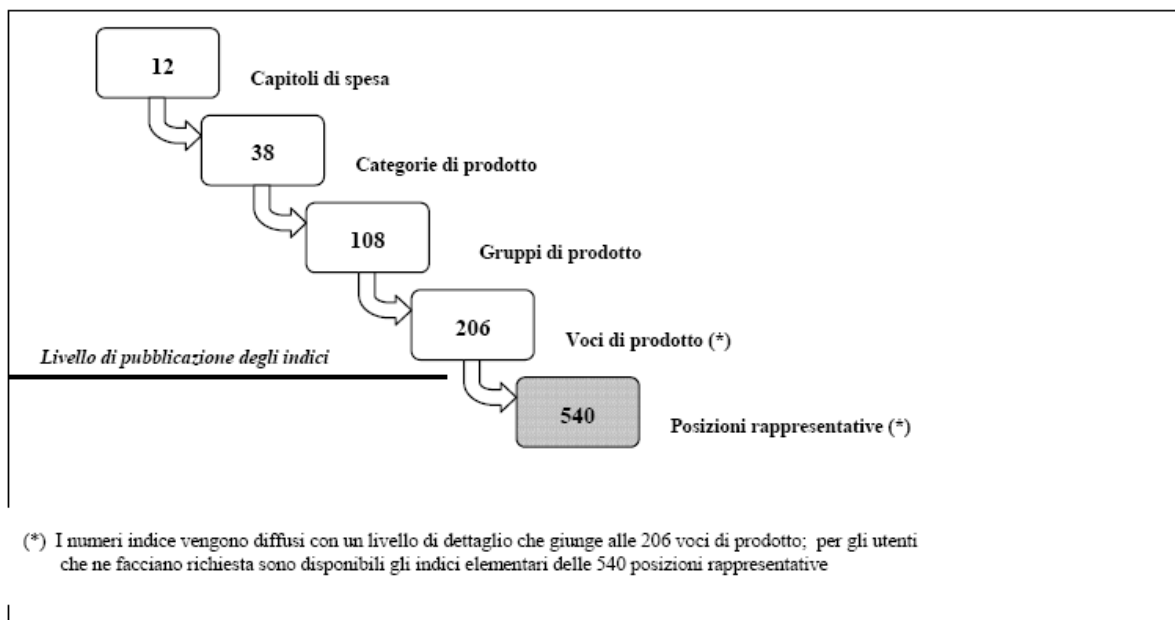 12
Capitoli di spesa
38
Categorie di prodotto
108
Gruppi di prodotto
206
Voci di prodotto (*)
Livello di pubblicazione degli indici
540
Posizioni rappresentative (*)
(*) I numeri indice vengono diffusi con un livello di dettaglio che giunge alle 206 voci di prodotto; per gli utenti
che ne facciano richiesta sono disponibili gli indici elementari delle 540 posizioni rappresentative